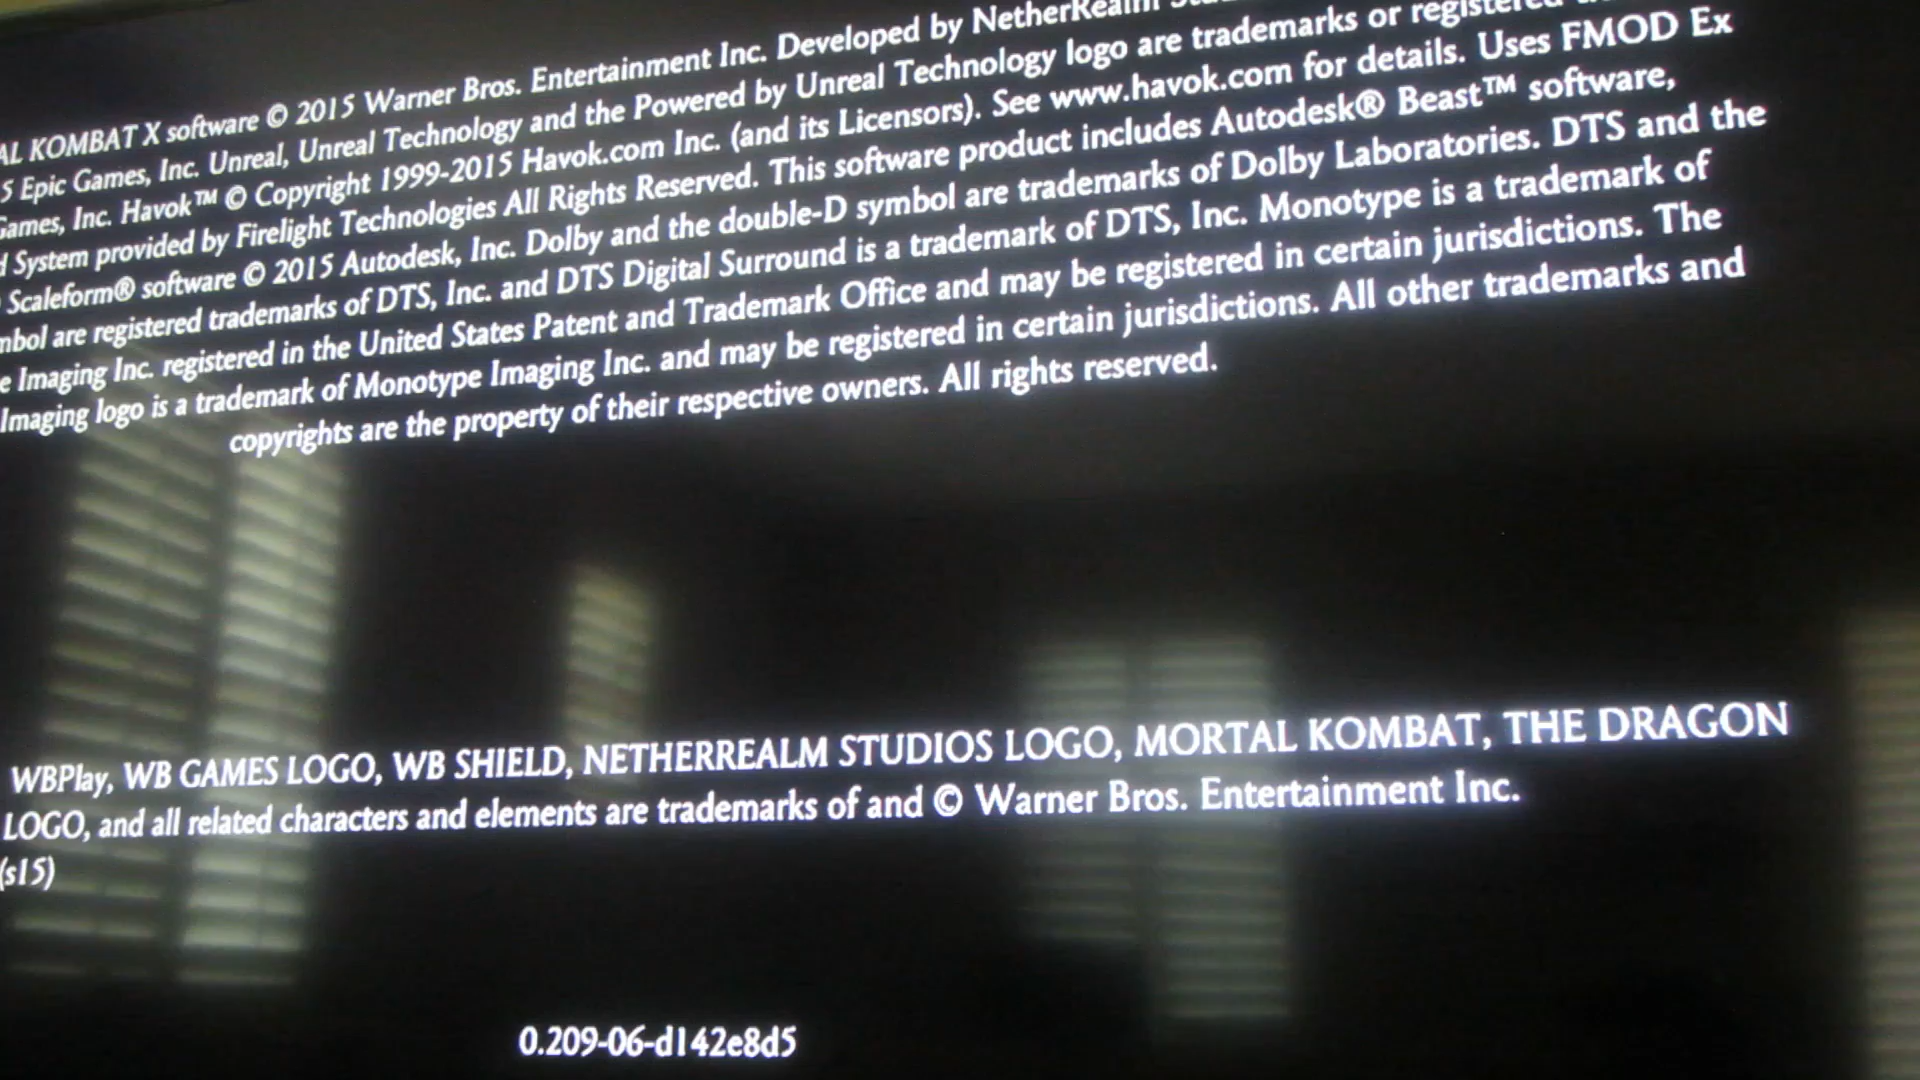 AL KOMBAT X software © 2015 Warner Bros. Entertainment Inc. Developed by NetherRealm
5 Epic Games, Inc. Unreal, Unreal Technology and the Powered by Unreal Technology logo are trademarks or registered
Games, Inc. Havok™ © Copyright 1999-2015 Havok.com Inc. (and its Licensors). See www.havok.com for details. Uses FMOD Ex
d System provided by Firelight Technologies All Rights Reserved. This software product includes Autodesk® Beast™ software,
Scaleform® software © 2015 Autodesk, Inc. Dolby and the double-D symbol are trademarks of Dolby Laboratories. DTS and the
mbol are registered trademarks of DTS, Inc. and DTS Digital Surround is a trademark of DTS, Inc. Monotype is a trademark of
e Imaging Inc. registered in the United States Patent and Trademark Office and may be registered in certain jurisdictions. The
Imaging logo is a trademark of Monotype Imaging Inc. and may be registered in certain jurisdictions. All other trademarks and
copyrights are the property of their respective owners. All rights reserved.
WBPlay, WB GAMES LOGO, WB SHIELD, NETHERREALM STUDIOS LOGO, MORTAL KOMBAT, THE DRAGON
LOGO, and all related characters and elements are trademarks of and © Warner Bros. Entertainment Inc.
(s15)
0.209-06-d142e8d5